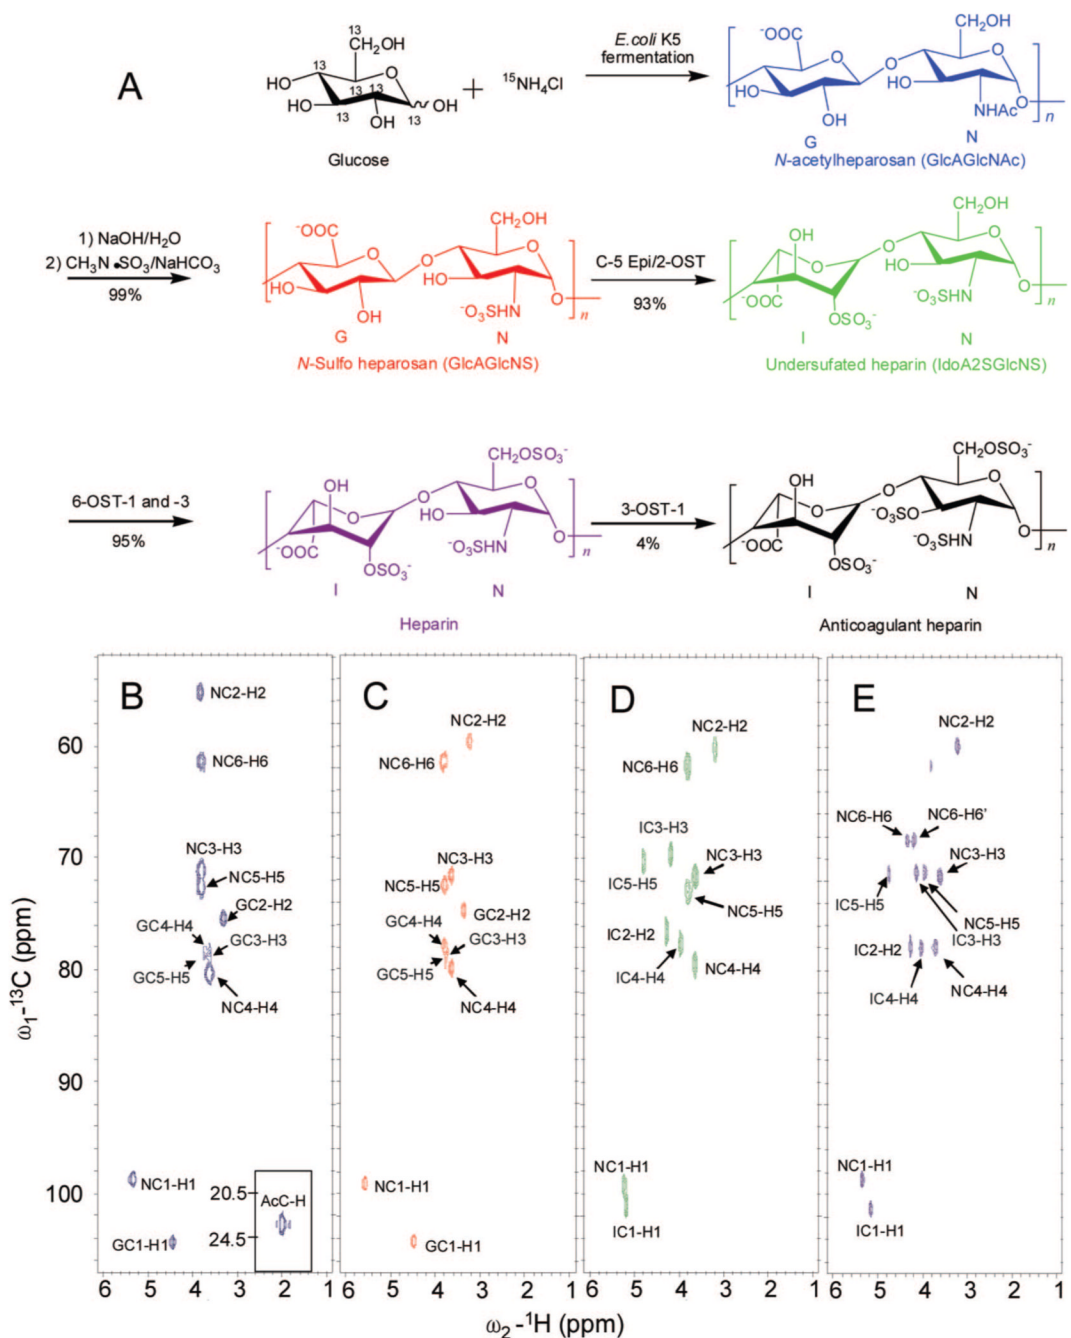 A
13
13
CH₂OH
13
HO
O
13
13
HO
OH
13
OH
13
Glucose
+
¹⁵NH₄Cl
E.coli K5
fermentation
⁻OOC
O
HO
OH
G
O
CH₂OH
O
HO
NHAc
O
n
N
N-acetylheparosan (GlcAGlcNAc)
1) NaOH/H₂O
2) CH₃N •SO₃/NaHCO₃
99%
⁻OOC
O
HO
OH
G
O
CH₂OH
O
HO
⁻O₃SHN
O
n
N
N-Sulfo heparosan (GlcAGlcNS)
C-5 Epi/2-OST
93%
OH
O
⁻OOC
OSO₃⁻
I
O
CH₂OH
O
HO
⁻O₃SHN
O
n
N
Undersufated heparin (IdoA2SGlcNS)
6-OST-1 and -3
95%
OH
O
⁻OOC
OSO₃⁻
I
O
CH₂OSO₃⁻
O
HO
⁻O₃SHN
O
n
N
Heparin
3-OST-1
4%
OH
O
⁻OOC
OSO₃⁻
I
O
CH₂OSO₃⁻
O
⁻O₃SO
⁻O₃SHN
O
n
N
Anticoagulant heparin
ω₁-¹³C (ppm)
60
70
80
90
100
B
NC2-H2
NC6-H6
NC3-H3
NC5-H5
GC2-H2
GC4-H4
GC3-H3
GC5-H5
NC4-H4
NC1-H1
20.5
AcC-H
24.5
GC1-H1
6 5 4 3 2 1
C
NC2-H2
NC6-H6
NC3-H3
NC5-H5
GC2-H2
GC4-H4
GC3-H3
GC5-H5
NC4-H4
NC1-H1
GC1-H1
6 5 4 3 2 1
D
NC2-H2
NC6-H6
IC3-H3
NC3-H3
IC5-H5
NC5-H5
IC2-H2
IC4-H4
NC4-H4
NC1-H1
IC1-H1
6 5 4 3 2 1
E
NC2-H2
NC6-H6
NC6-H6'
NC3-H3
IC5-H5
NC5-H5
IC3-H3
IC2-H2
IC4-H4
NC4-H4
NC1-H1
IC1-H1
6 5 4 3 2 1
ω₂-¹H (ppm)